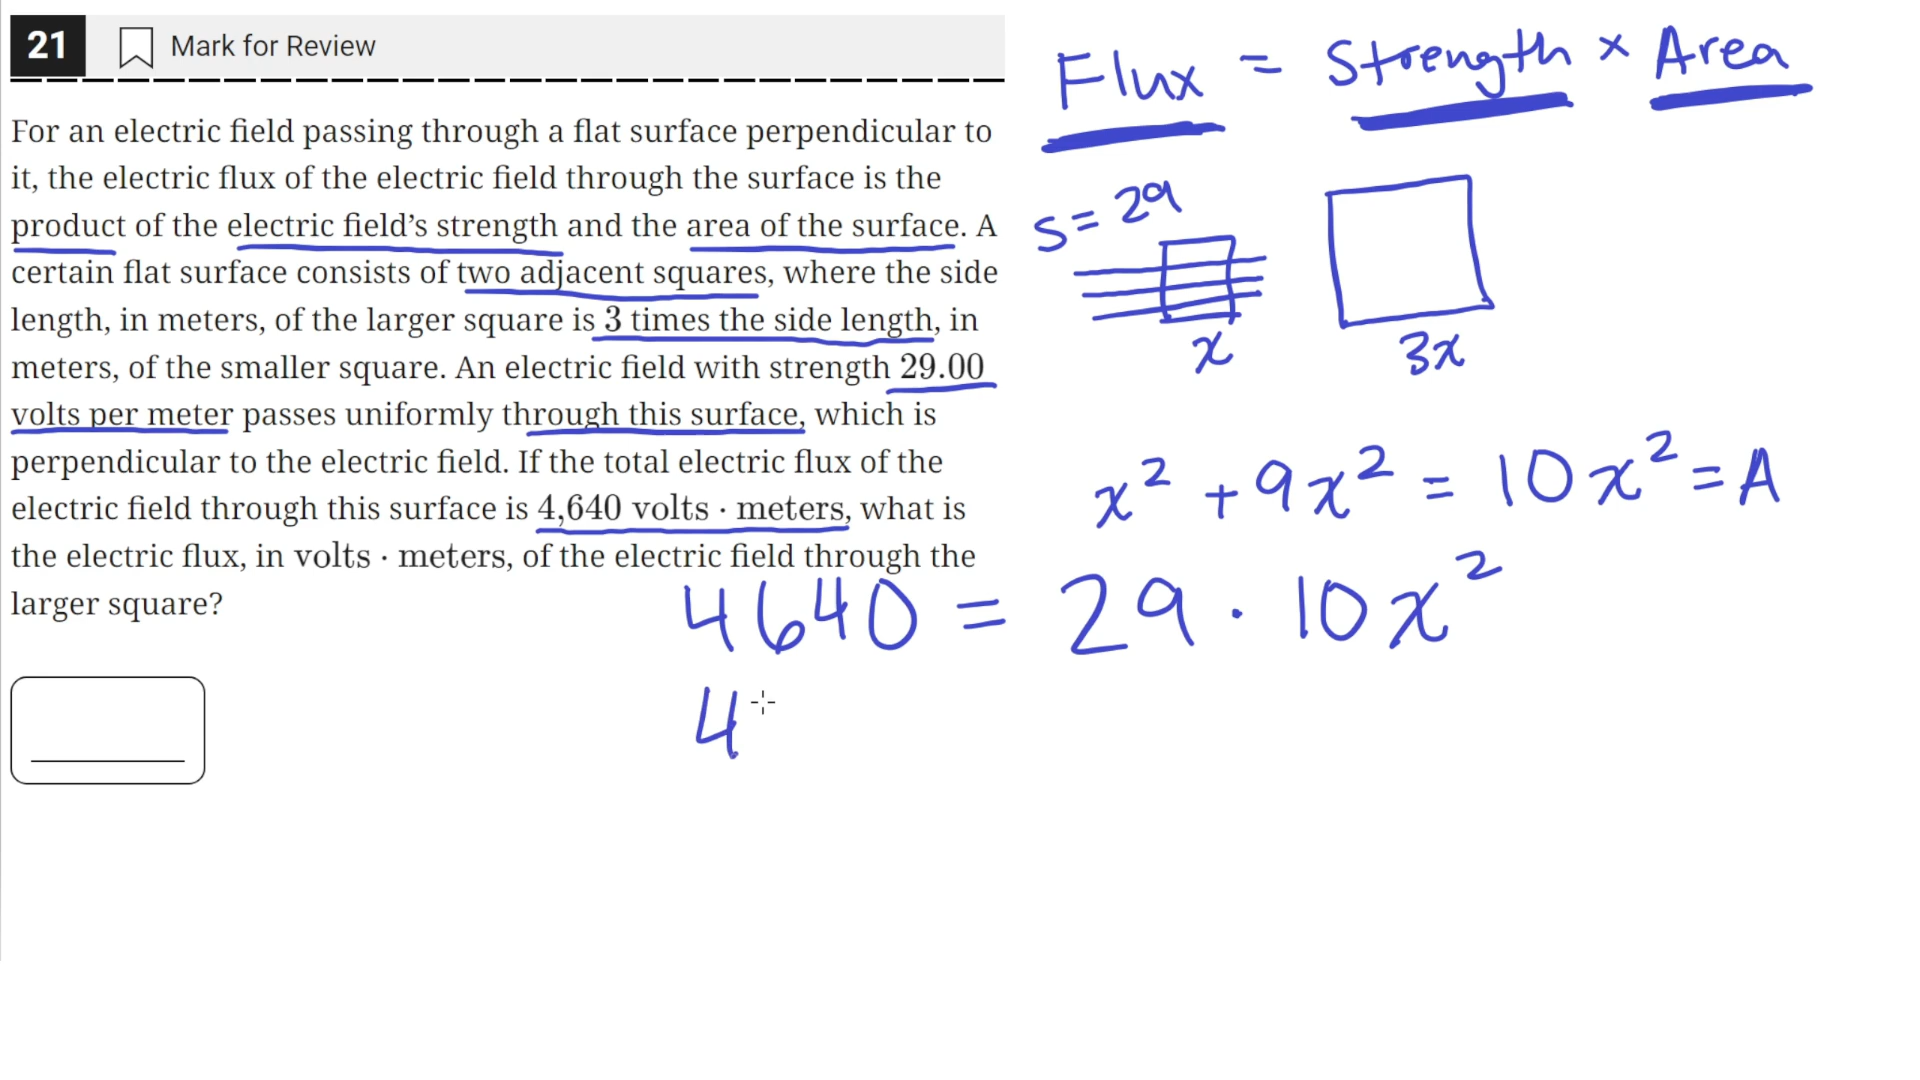 21 Mark for Review
For an electric field passing through a flat surface perpendicular to
it, the electric flux of the electric field through the surface is the
product of the electric field’s strength and the area of the surface. A
certain flat surface consists of two adjacent squares, where the side
length, in meters, of the larger square is 3 times the side length, in
meters, of the smaller square. An electric field with strength 29.00
volts per meter passes uniformly through this surface, which is
perpendicular to the electric field. If the total electric flux of the
electric field through this surface is 4,640 volts · meters, what is
the electric flux, in volts · meters, of the electric field through the
larger square?
Flux = Strength × Area
S = 29
x
3x
x² + 9x² = 10x² = A
4640 = 29 · 10x²
4